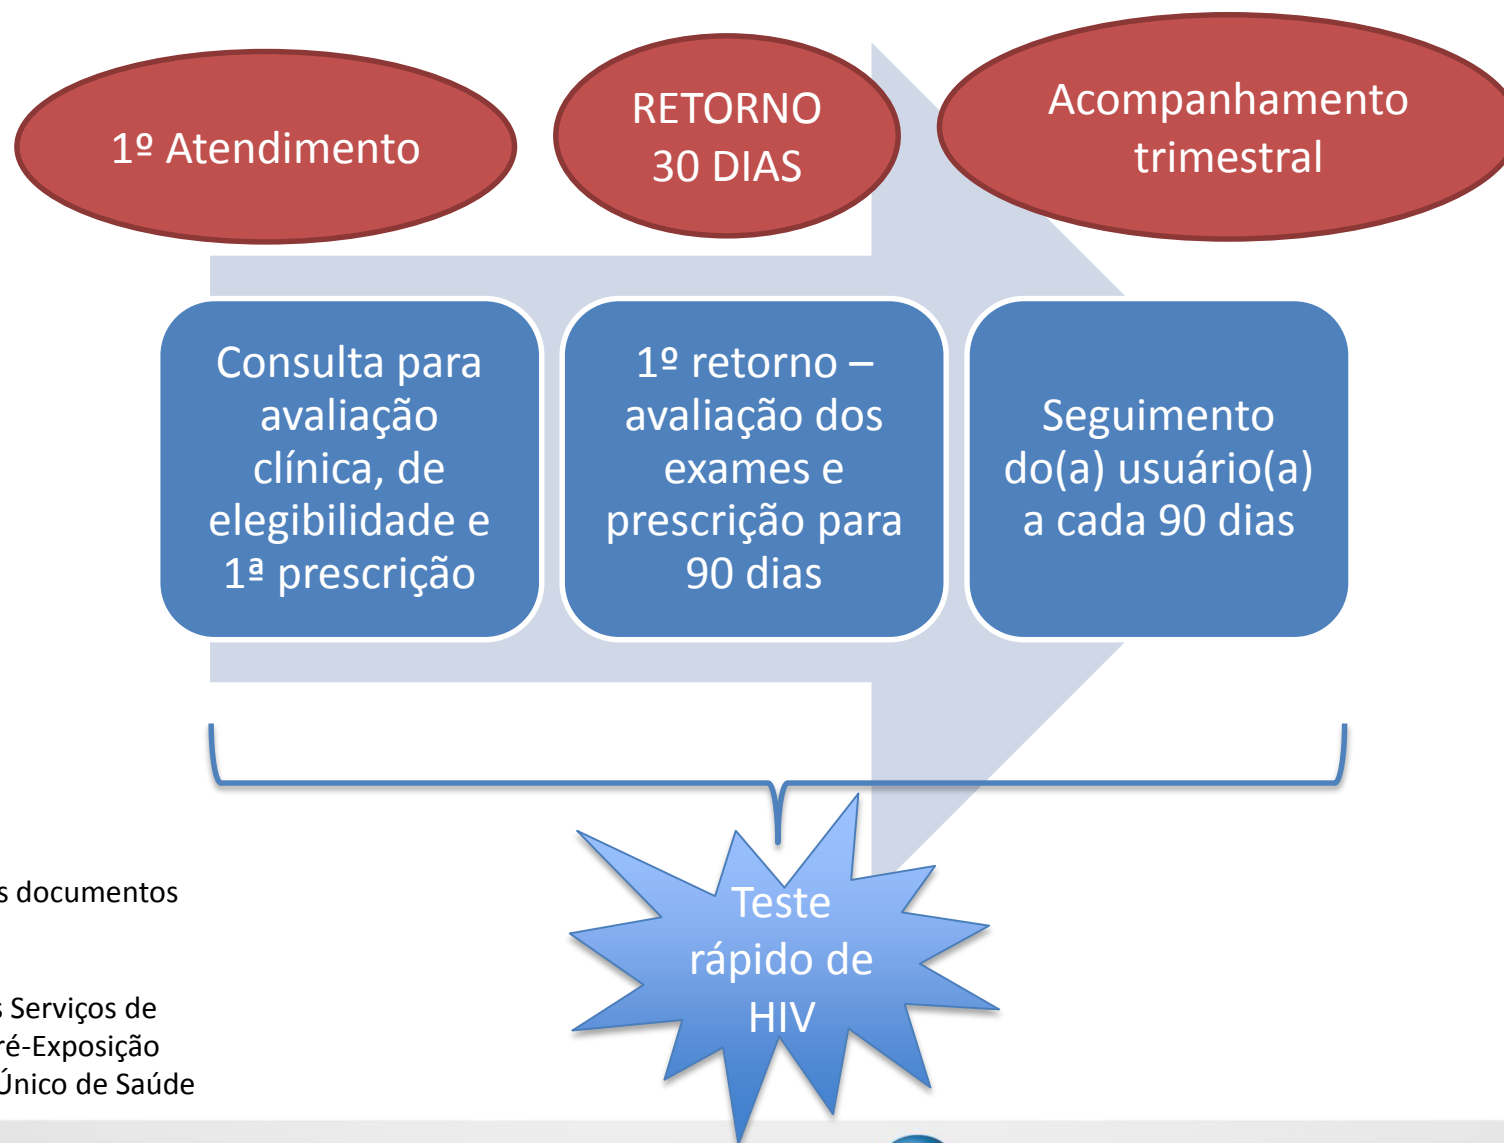 1º Atendimento
RETORNO
30 DIAS
Acompanhamento
trimestral
Consulta para
avaliação
clínica, de
elegibilidade e
1ª prescrição
1º retorno –
avaliação dos
exames e
prescrição para
90 dias
Seguimento
do(a) usuário(a)
a cada 90 dias
Teste
rápido de
HIV
s documentos
s Serviços de
ré-Exposição
Único de Saúde